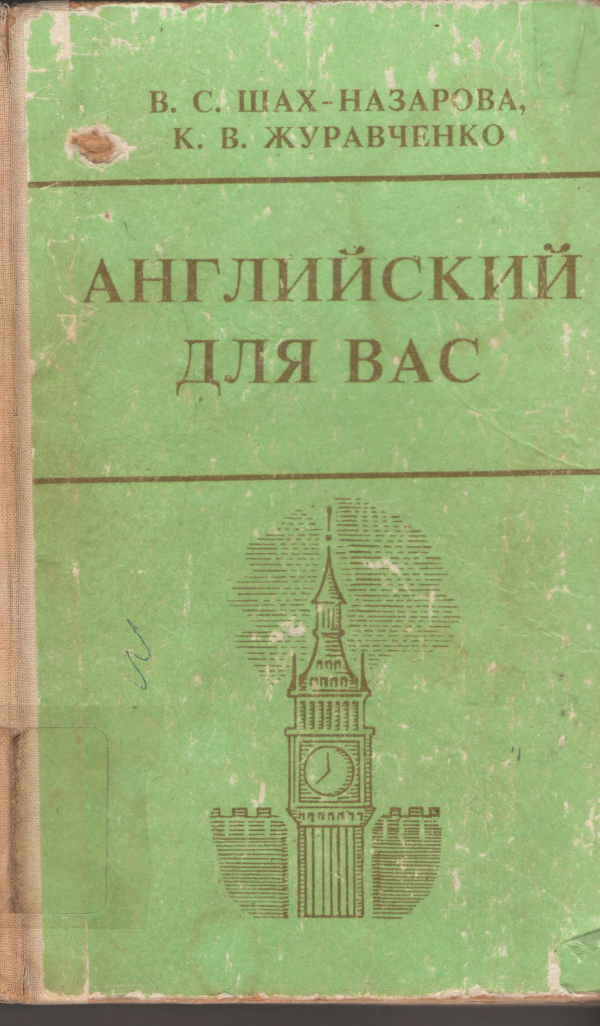 В. С. ШАХ-НАЗАРОВА,
К. В. ЖУРАВЧЕНКО
АНГЛИЙСКИЙ
ДЛЯ ВАС